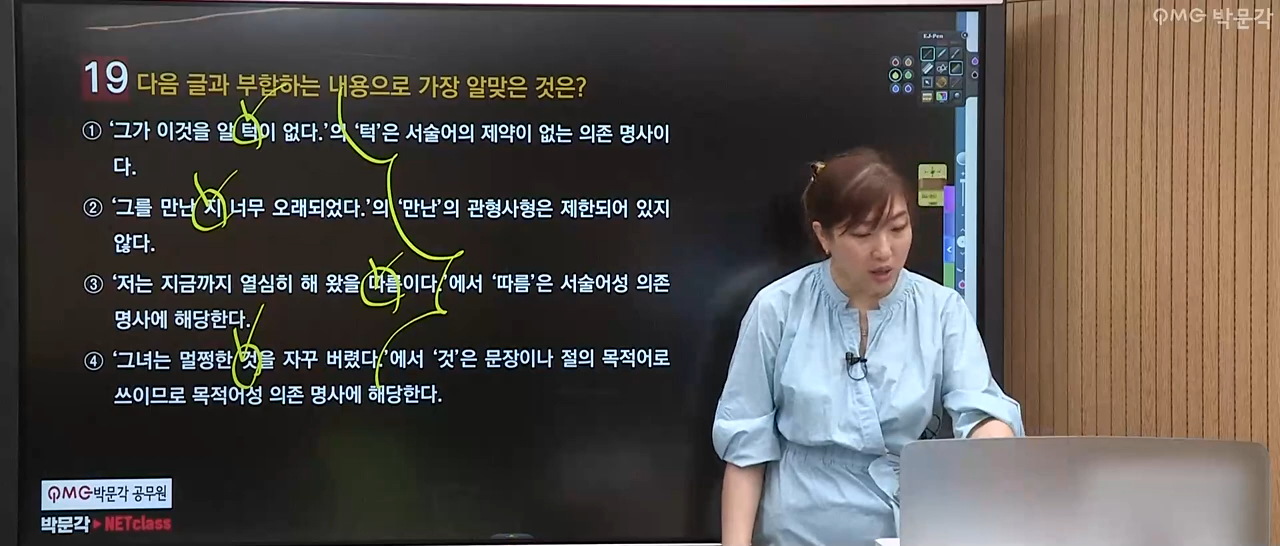 QMG 박문각
EJ-Pen
19 다음 글과 부합하는 내용으로 가장 알맞은 것은?
① ‘그가 이것을 알 턱이 없다.’의 ‘턱’은 서술어의 제약이 없는 의존 명사이
다.
② ‘그를 만난 지 너무 오래되었다.’의 ‘만난’의 관형사형은 제한되어 있지
않다.
③ ‘저는 지금까지 열심히 해 왔을 따름이다.’에서 ‘따름’은 서술어성 의존
명사에 해당한다.
④ ‘그녀는 멀쩡한 것을 자꾸 버렸다.’에서 ‘것’은 문장이나 절의 목적어로
쓰이므로 목적어성 의존 명사에 해당한다.
QMG 박문각 공무원
박문각 NETclass